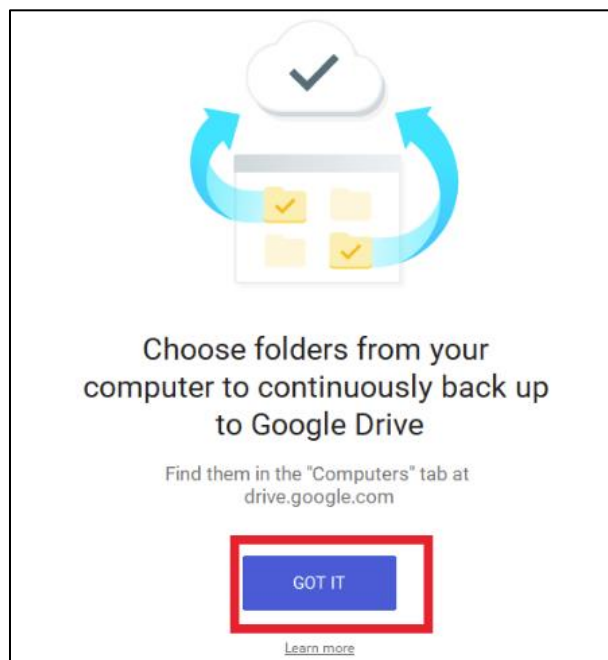 Choose folders from your
computer to continuously back up
to Google Drive
Find them in the "Computers" tab at
drive.google.com
GOT IT
Learn more